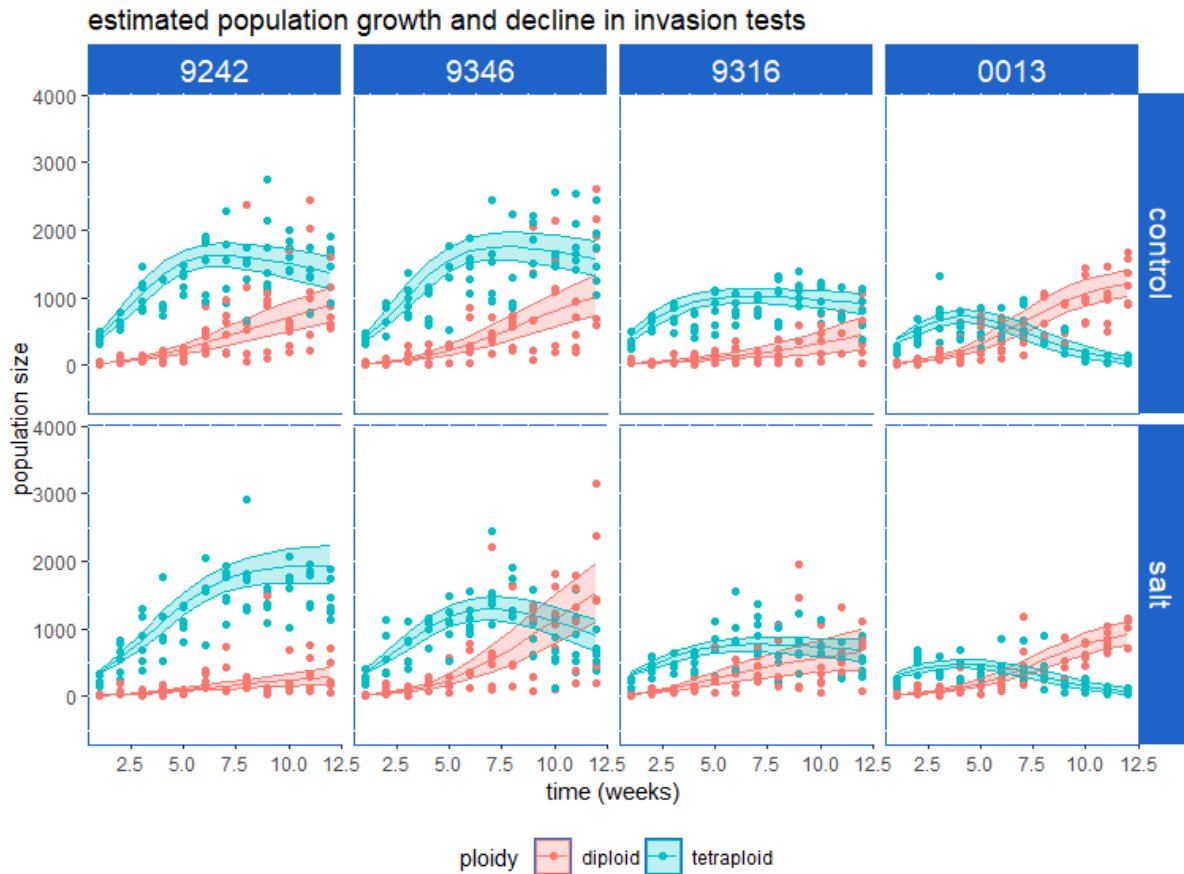 estimated population growth and decline in invasion tests
9242 9346 9316 0013
4000
3000
2000
1000
0
control
population size
4000
3000
2000
1000
0
salt
2.5 5.0 7.5 10.0 12.5 2.5 5.0 7.5 10.0 12.5 2.5 5.0 7.5 10.0 12.5 2.5 5.0 7.5 10.0 12.5
time (weeks)
ploidy diploid tetraploid